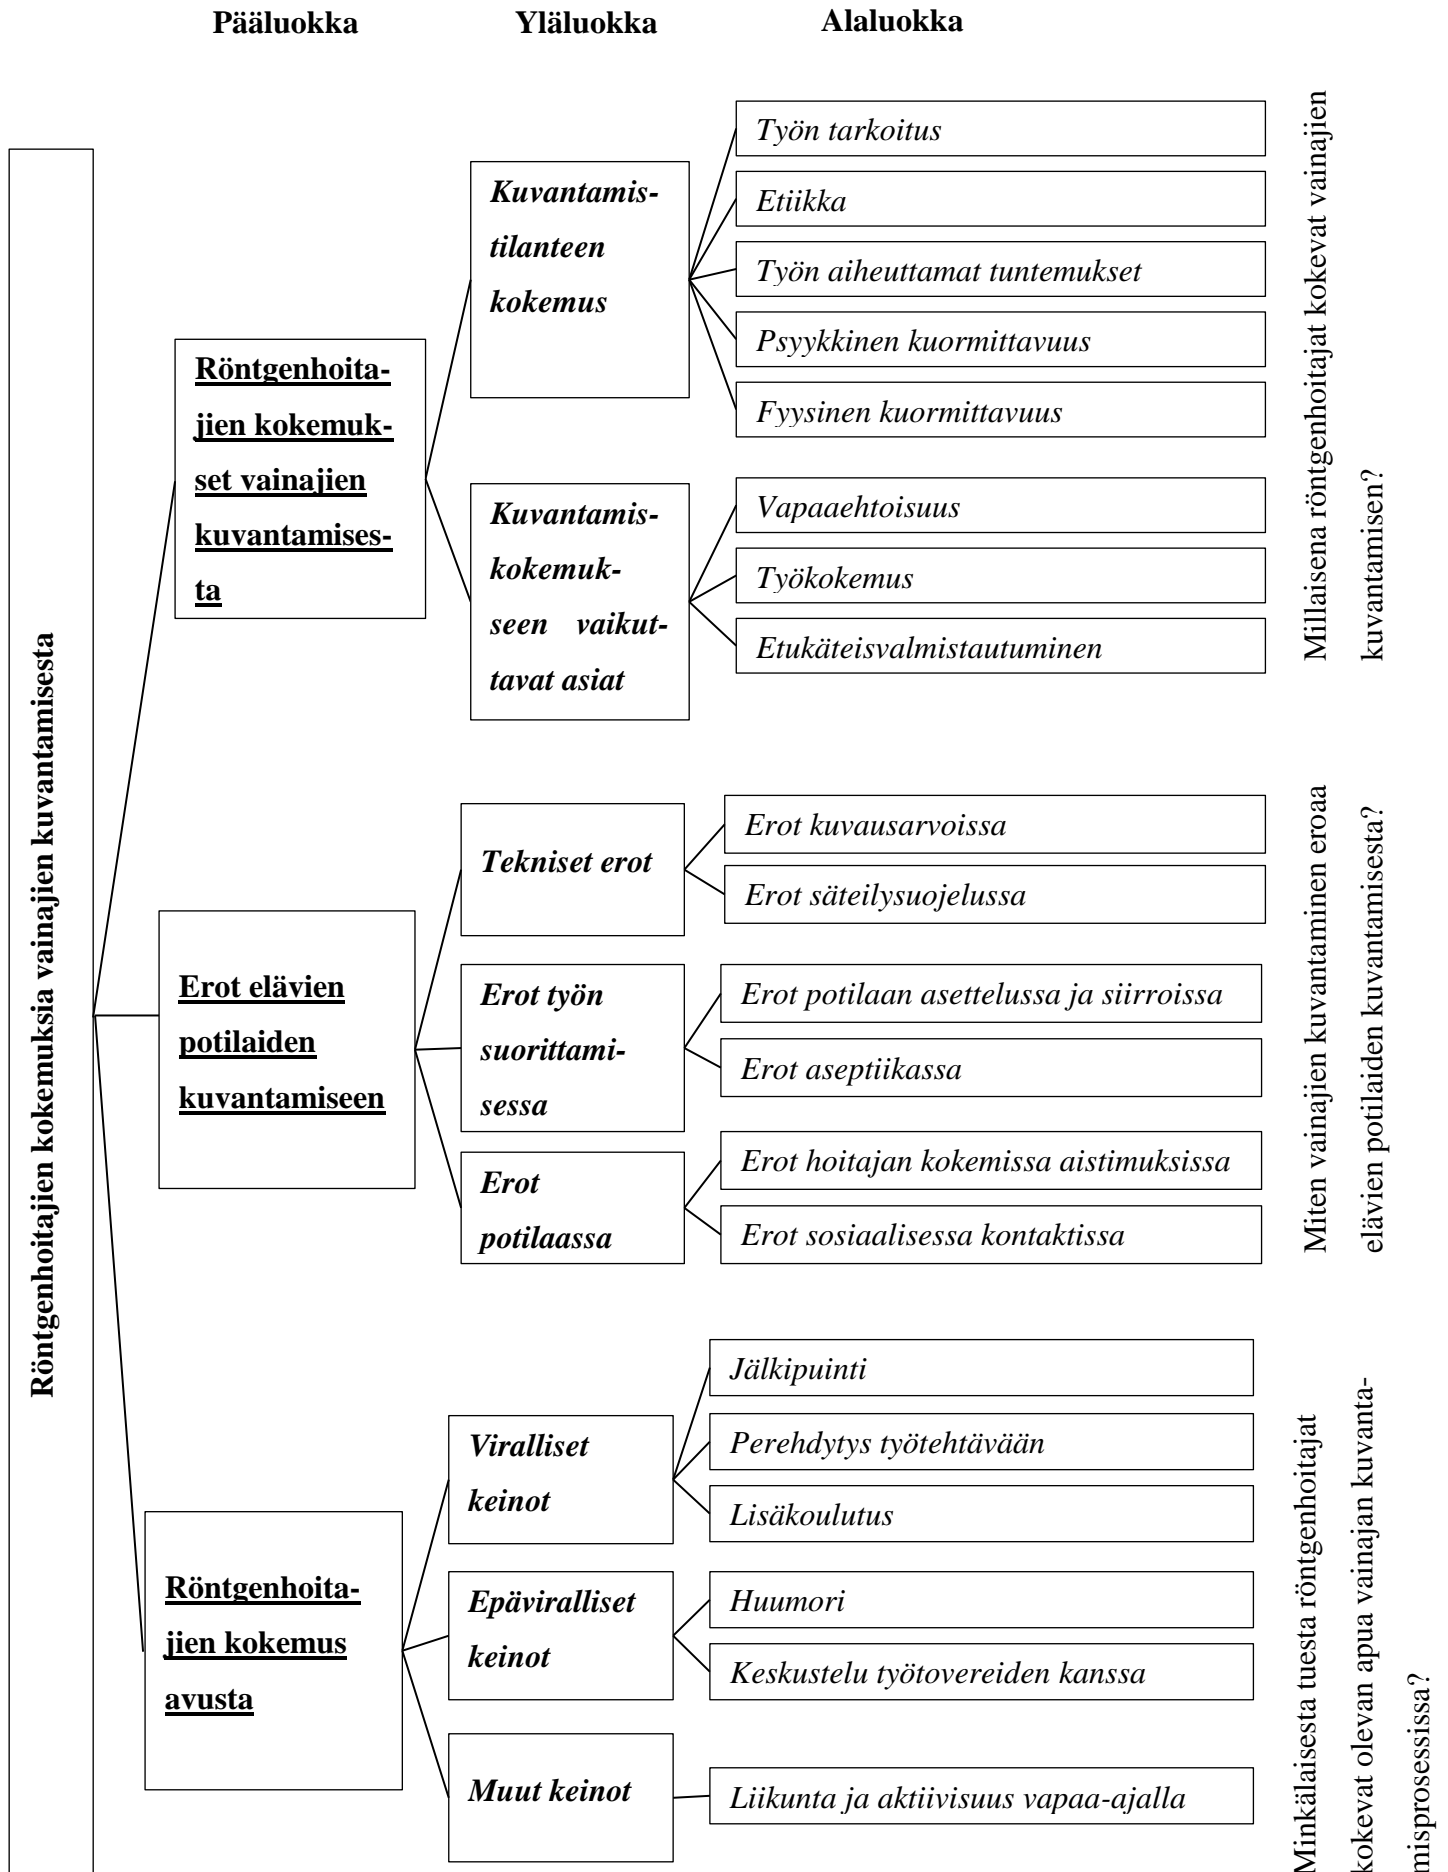 Pääluokka Yläluokka Alaluokka
Röntgenhoitajien kokemuksia vainajien kuvantamisesta
Röntgenhoita-
jien kokemuk-
set vainajien
kuvantamises-
ta
Kuvantamis-
tilanteen
kokemus
Työn tarkoitus
Etiikka
Työn aiheuttamat tuntemukset
Psyykkinen kuormittavuus
Fyysinen kuormittavuus
Kuvantamis-
kokemuk-
seen vaikut-
tavat asiat
Vapaaehtoisuus
Työkokemus
Etukäteisvalmistautuminen
Millaisena röntgenhoitajat kokevat vainajien
kuvantamisen?
Erot elävien
potilaiden
kuvantamiseen
Tekniset erot
Erot kuvausarvoissa
Erot säteilysuojelussa
Erot työn
suorittami-
sessa
Erot potilaan asettelussa ja siirroissa
Erot aseptiikassa
Erot
potilaassa
Erot hoitajan kokemissa aistimuksissa
Erot sosiaalisessa kontaktissa
Miten vainajien kuvantaminen eroaa
elävien potilaiden kuvantamisesta?
Röntgenhoita-
jien kokemus
avusta
Viralliset
keinot
Jälkipuinti
Perehdytys työtehtävään
Lisäkoulutus
Epäviralliset
keinot
Huumori
Keskustelu työtovereiden kanssa
Muut keinot
Liikunta ja aktiivisuus vapaa-ajalla
Minkälaisesta tuesta röntgenhoitajat
kokevat olevan apua vainajan kuvanta-
misprosessissa?